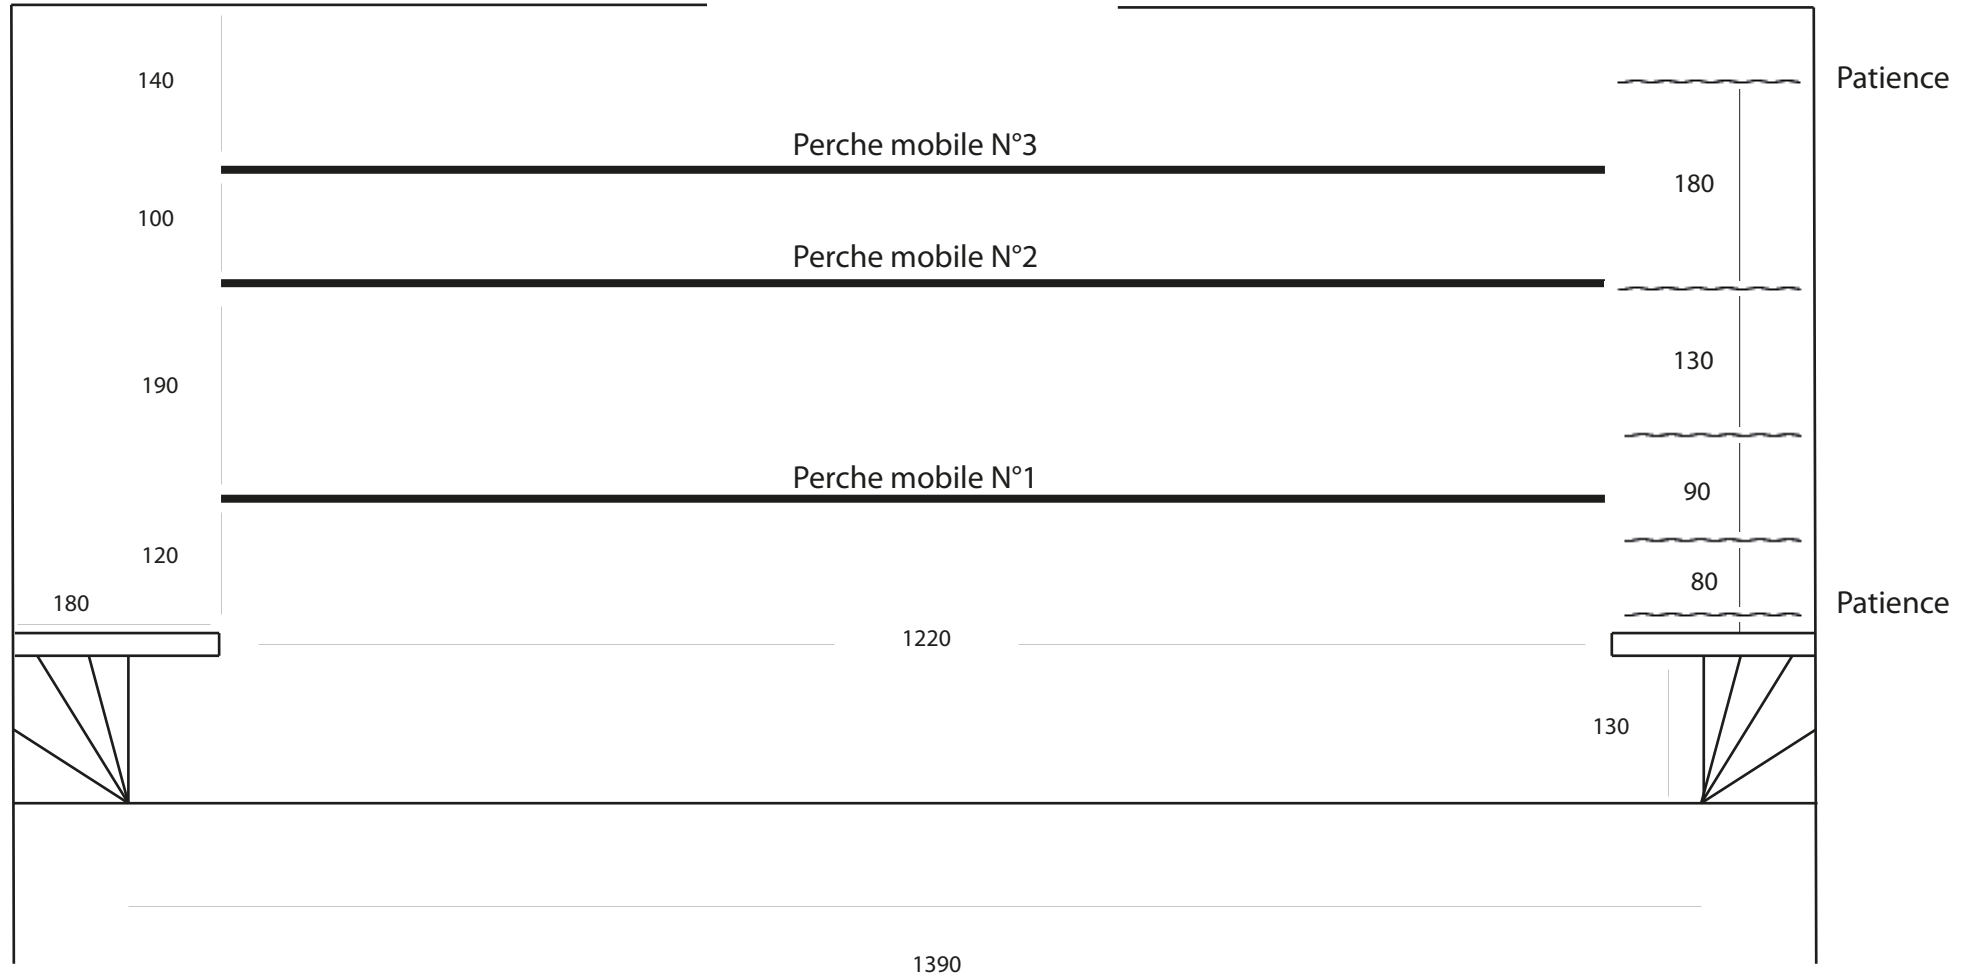 140
Patience
Perche mobile N°3
180
100
Perche mobile N°2
130
190
Perche mobile N°1
90
120
80
180
Patience
1220
130
1390